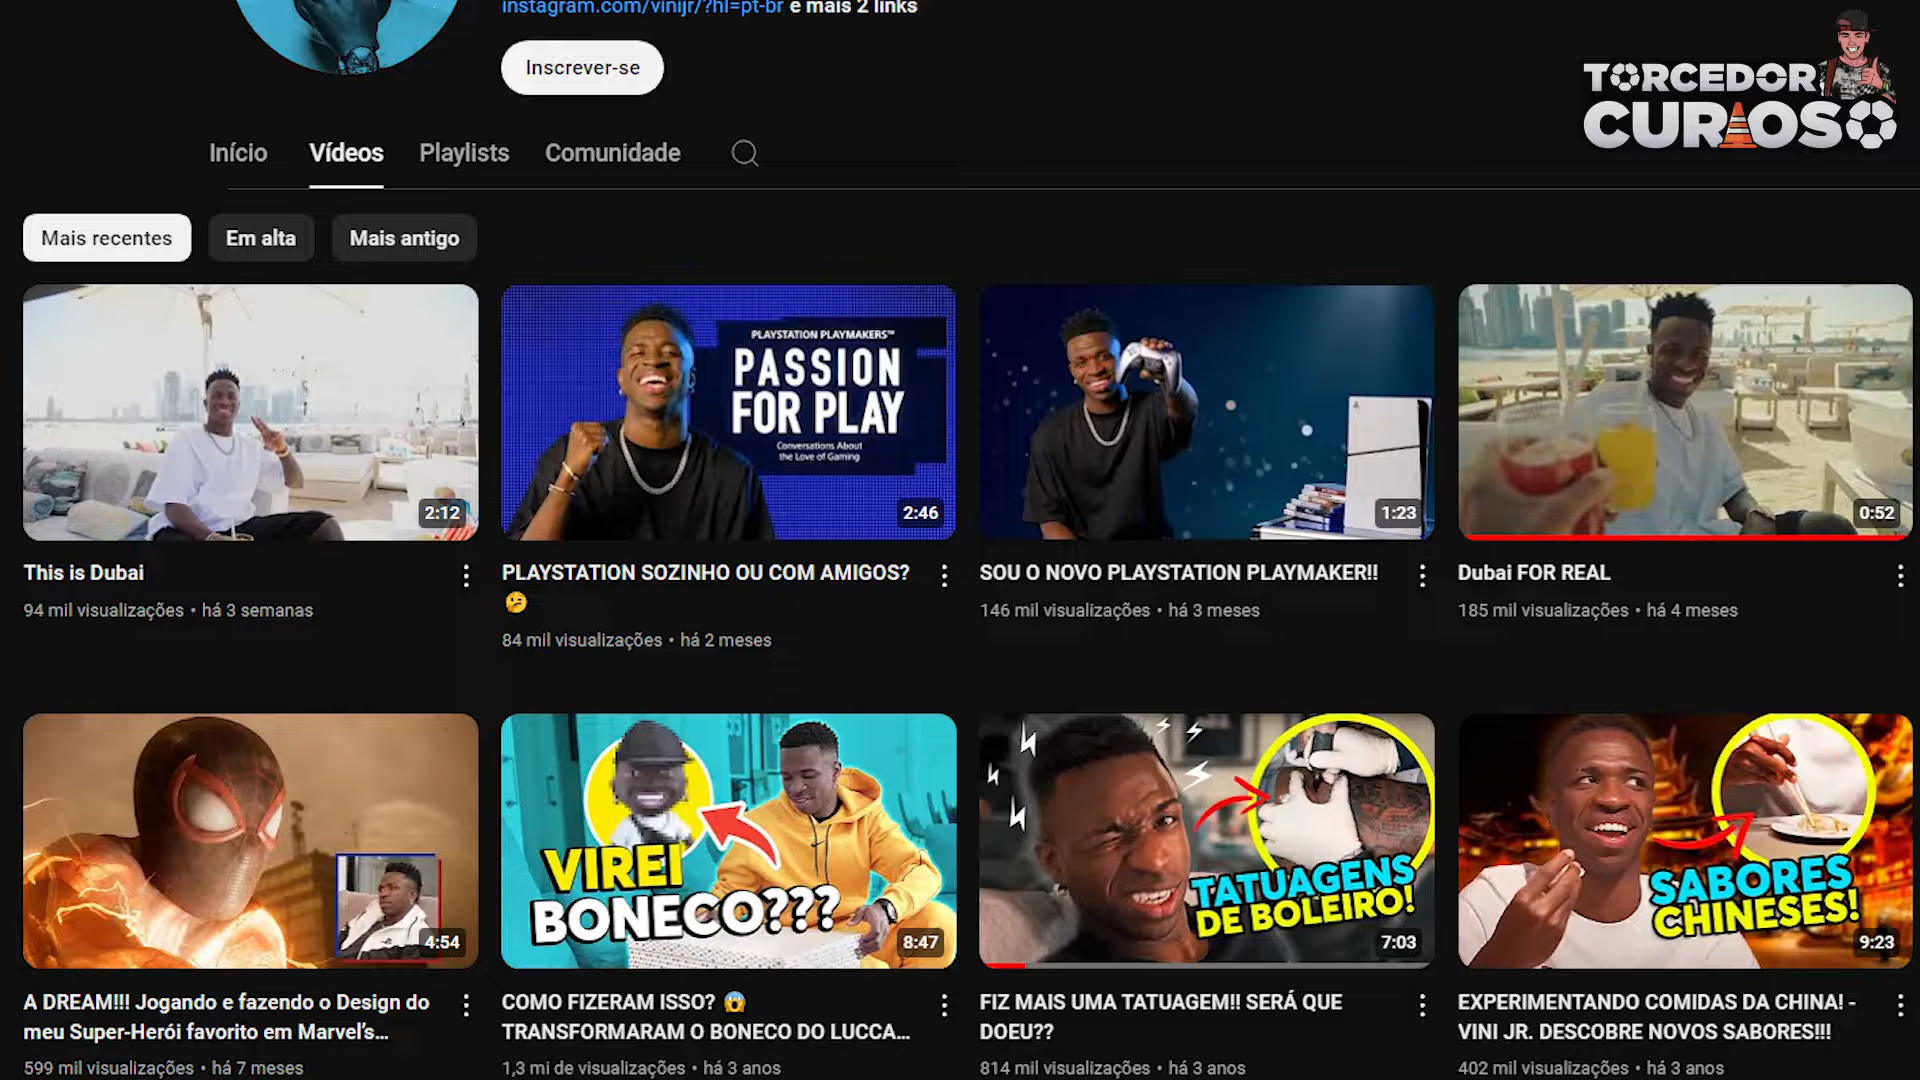 instagram.com/vinijr/?hl=pt-br e mais 2 links
Inscrever-se
TORCEDOR
CURIOSO
Início Vídeos Playlists Comunidade
Mais recentes Em alta Mais antigo
2:12
PLAYSTATION PLAYMAKERS™
PASSION
FOR PLAY
Conversations About
the Love of Gaming
2:46
1:23
0:52
This is Dubai
94 mil visualizações • há 3 semanas
PLAYSTATION SOZINHO OU COM AMIGOS?
🤔
84 mil visualizações • há 2 meses
SOU O NOVO PLAYSTATION PLAYMAKER!!
146 mil visualizações • há 3 meses
Dubai FOR REAL
185 mil visualizações • há 4 meses
4:54
VIREI
BONECO???
8:47
TATUAGENS
DE BOLEIRO!
7:03
SABORES
CHINESES!
9:23
A DREAM!!! Jogando e fazendo o Design do
meu Super-Herói favorito em Marvel's...
599 mil visualizações • há 7 meses
COMO FIZERAM ISSO? 😱
TRANSFORMARAM O BONECO DO LUCCA...
1,3 mi de visualizações • há 3 anos
FIZ MAIS UMA TATUAGEM!! SERÁ QUE
DOEU??
814 mil visualizações • há 3 anos
EXPERIMENTANDO COMIDAS DA CHINA! -
VINI JR. DESCOBRE NOVOS SABORES!!!
402 mil visualizações • há 3 anos